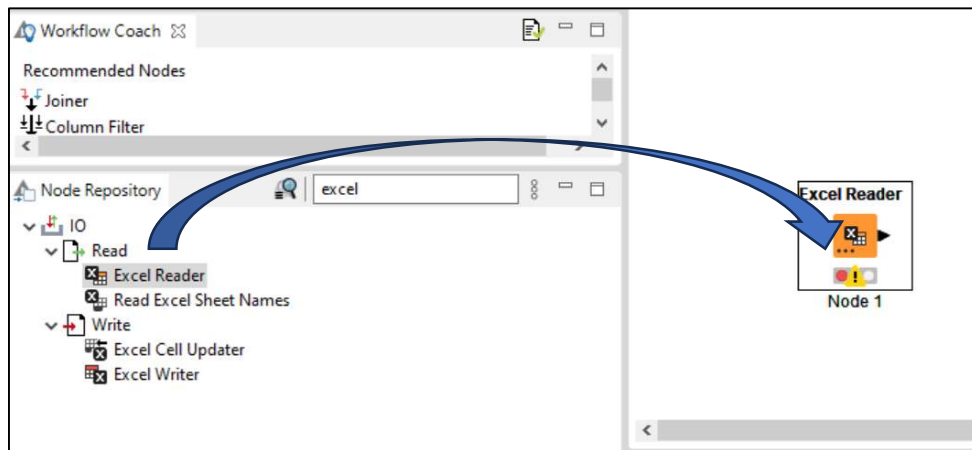 Workflow Coach
Recommended Nodes
Joiner
Column Filter
Node Repository
excel
IO
Read
Excel Reader
Read Excel Sheet Names
Write
Excel Cell Updater
Excel Writer
Excel Reader
Node 1